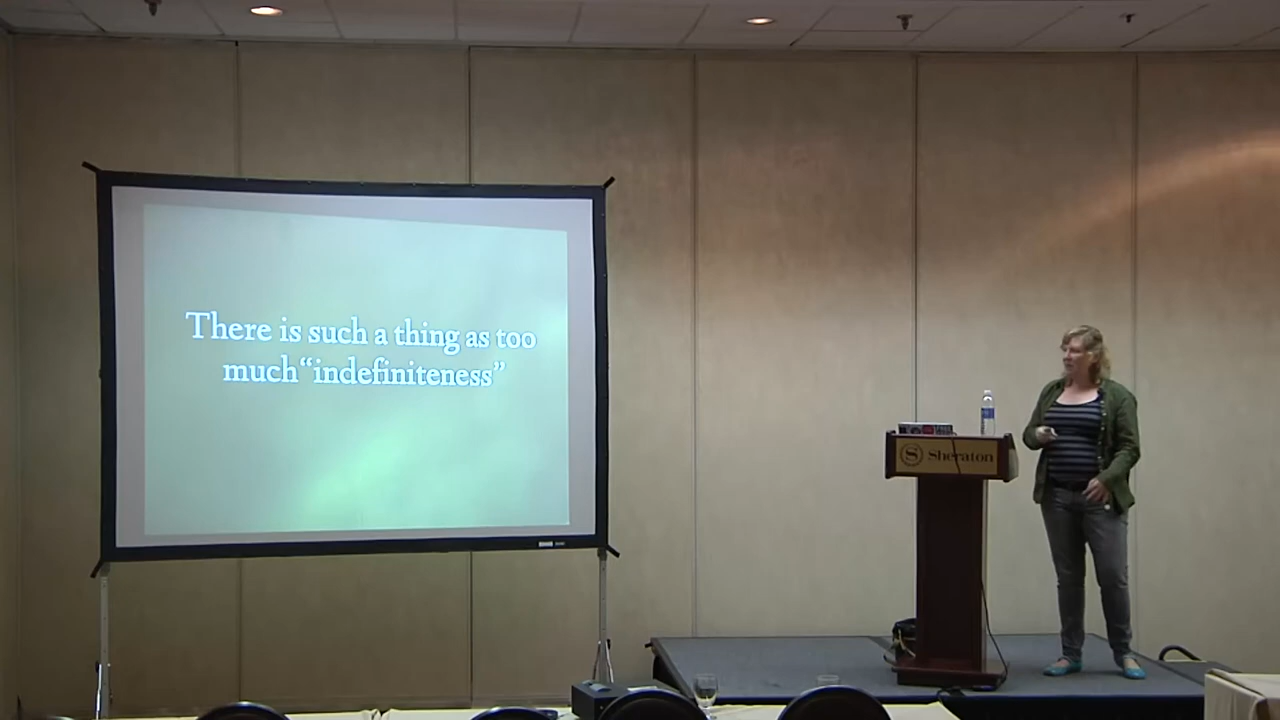 There is such a thing as too
much“indefiniteness”
S Sheraton